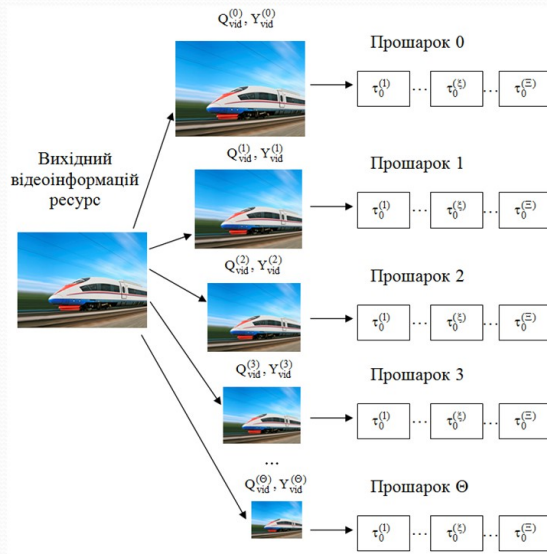 Q_vid^(0), Y_vid^(0)
Прошарок 0
τ_0^(1) … τ_0^(ξ) … τ_0^(Ξ)
Q_vid^(1), Y_vid^(1)
Прошарок 1
τ_0^(1) … τ_0^(ξ) … τ_0^(Ξ)
Вихідний
відеоінформацій
ресурс
Q_vid^(2), Y_vid^(2)
Прошарок 2
τ_0^(1) … τ_0^(ξ) … τ_0^(Ξ)
Q_vid^(3), Y_vid^(3)
Прошарок 3
τ_0^(1) … τ_0^(ξ) … τ_0^(Ξ)
…
Q_vid^(Θ), Y_vid^(Θ)
Прошарок Θ
τ_0^(1) … τ_0^(ξ) … τ_0^(Ξ)